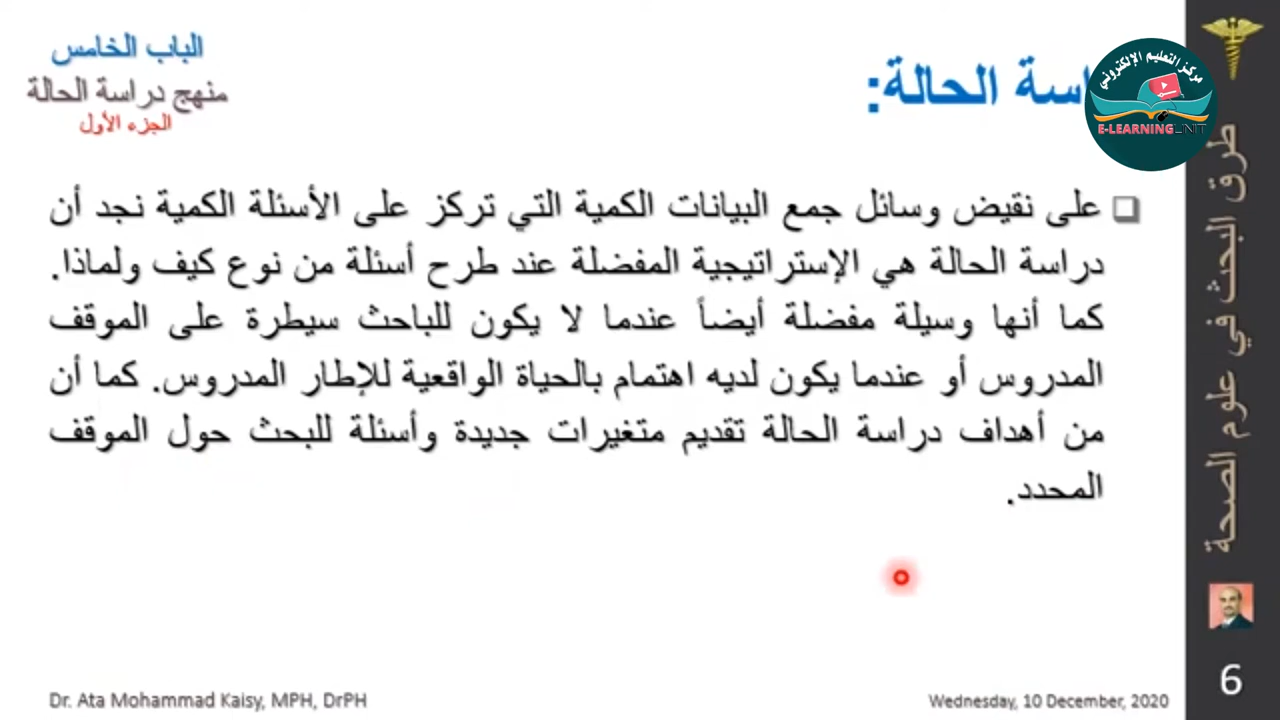 الباب الخامس
منهج دراسة الحالة
الجزء الأول
الحالة:
مركز التعليم الإلكتروني
E-LEARNING UNIT
على نقيض وسائل جمع البيانات الكمية التي تركز على الأسئلة الكمية نجد أن
دراسة الحالة هي الإستراتيجية المفضلة عند طرح أسئلة من نوع كيف ولماذا.
كما أنها وسيلة مفضلة أيضاً عندما لا يكون للباحث سيطرة على الموقف
المدروس أو عندما يكون لديه اهتمام بالحياة الواقعية للإطار المدروس. كما أن
من أهداف دراسة الحالة تقديم متغيرات جديدة وأسئلة للبحث حول الموقف
المحدد.
طرق البحث في علوم الصحة
Dr. Ata Mohammad Kaisy, MPH, DrPH
Wednesday, 10 December, 2020
6